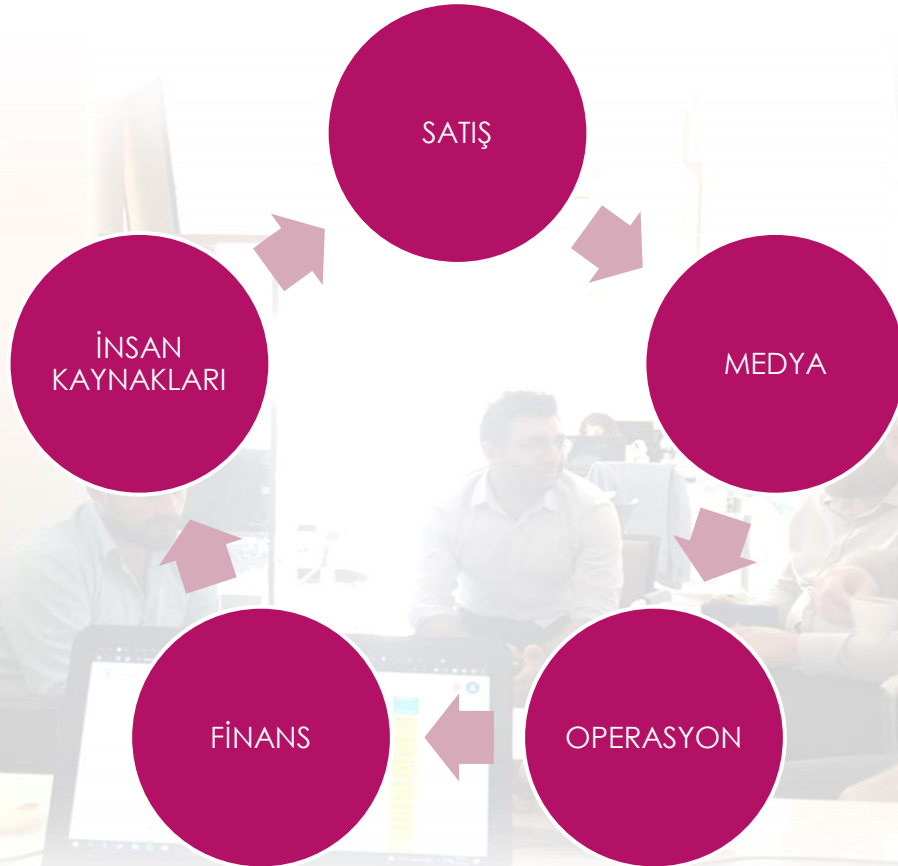 SATIŞ
MEDYA
OPERASYON
FİNANS
İNSAN
KAYNAKLARI